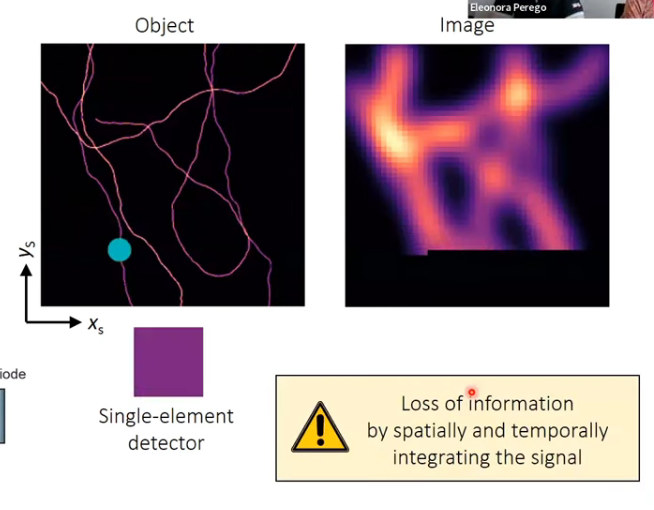 Eleonora Perego
Object
Image
yₛ
xₛ
iode
Single-element
detector
Loss of information
by spatially and temporally
integrating the signal